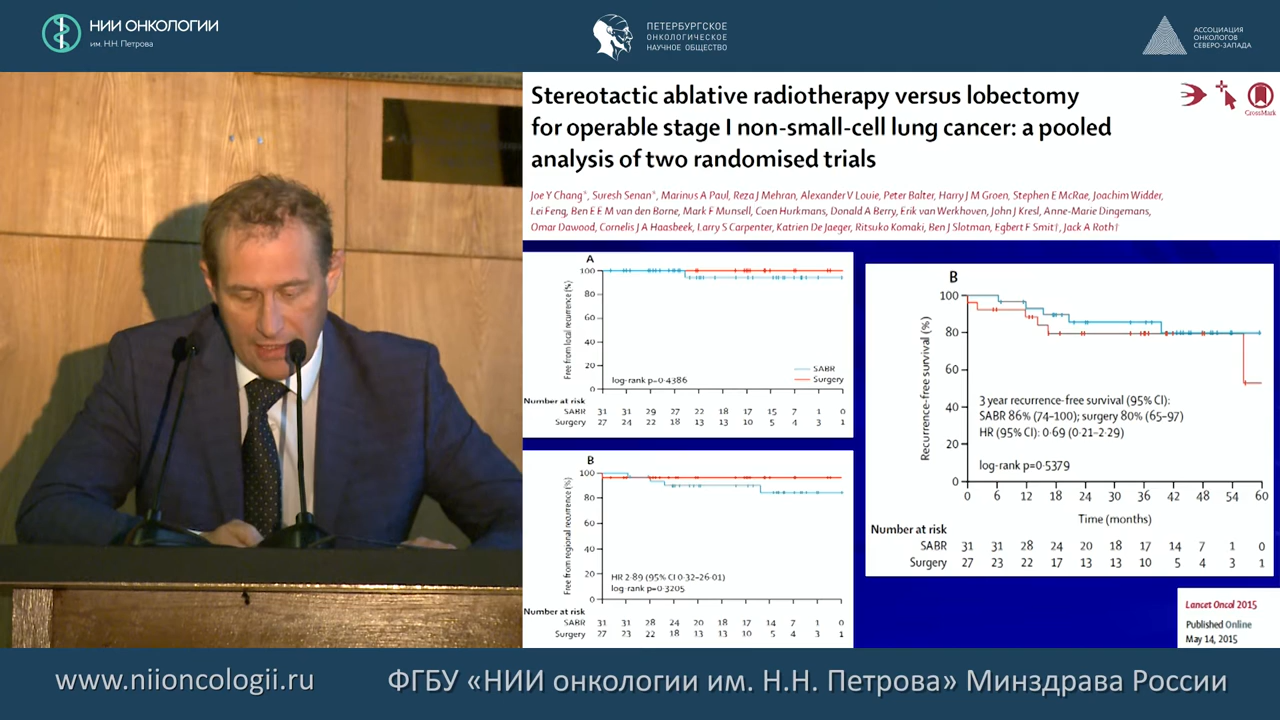 НИИ ОНКОЛОГИИ
им. Н.Н. Петрова
ПЕТЕРБУРГСКОЕ
ОНКОЛОГИЧЕСКОЕ
НАУЧНОЕ ОБЩЕСТВО
АССОЦИАЦИЯ
ОНКОЛОГОВ
СЕВЕРО-ЗАПАДА
Stereotactic ablative radiotherapy versus lobectomy
for operable stage I non-small-cell lung cancer: a pooled
analysis of two randomised trials
CrossMark
Joe Y Chang*, Suresh Senan*, Marinus A Paul, Reza J Mehran, Alexander V Louie, Peter Balter, Harry J M Groen, Stephen E McRae, Joachim Widder,
Lei Feng, Ben E E M van den Borne, Mark F Munsell, Coen Hurkmans, Donald A Berry, Erik van Werkhoven, John J Kresl, Anne-Marie Dingemans,
Omar Dawood, Cornelis J A Haasbeek, Larry S Carpenter, Katrien De Jaeger, Ritsuko Komaki, Ben J Slotman, Egbert F Smit†, Jack A Roth†
A
Free from local recurrence (%)
100
80
60
40
20
0
log-rank p=0·4386
SABR
Surgery
Number at risk
SABR 31 31 29 27 22 18 17 15 7 1 0
Surgery 27 24 22 18 13 13 10 5 4 3 1
B
Free from regional recurrence (%)
100
80
60
40
20
0
HR 2·89 (95% CI 0·32–26·01)
log-rank p=0·3205
Number at risk
SABR 31 31 28 24 20 18 17 14 7 1 0
Surgery 27 23 22 18 13 13 10 5 4 3 1
B
Recurrence-free survival (%)
100
80
60
40
20
0
3 year recurrence-free survival (95% CI):
SABR 86% (74–100); surgery 80% (65–97)
HR (95% CI): 0·69 (0·21–2·29)
log-rank p=0·5379
0 6 12 18 24 30 36 42 48 54 60
Time (months)
Number at risk
SABR 31 31 28 24 20 18 17 14 7 1 0
Surgery 27 23 22 17 13 13 10 5 4 3 1
Lancet Oncol 2015
Published Online
May 14, 2015
www.niioncologii.ru
ФГБУ «НИИ онкологии им. Н.Н. Петрова» Минздрава России